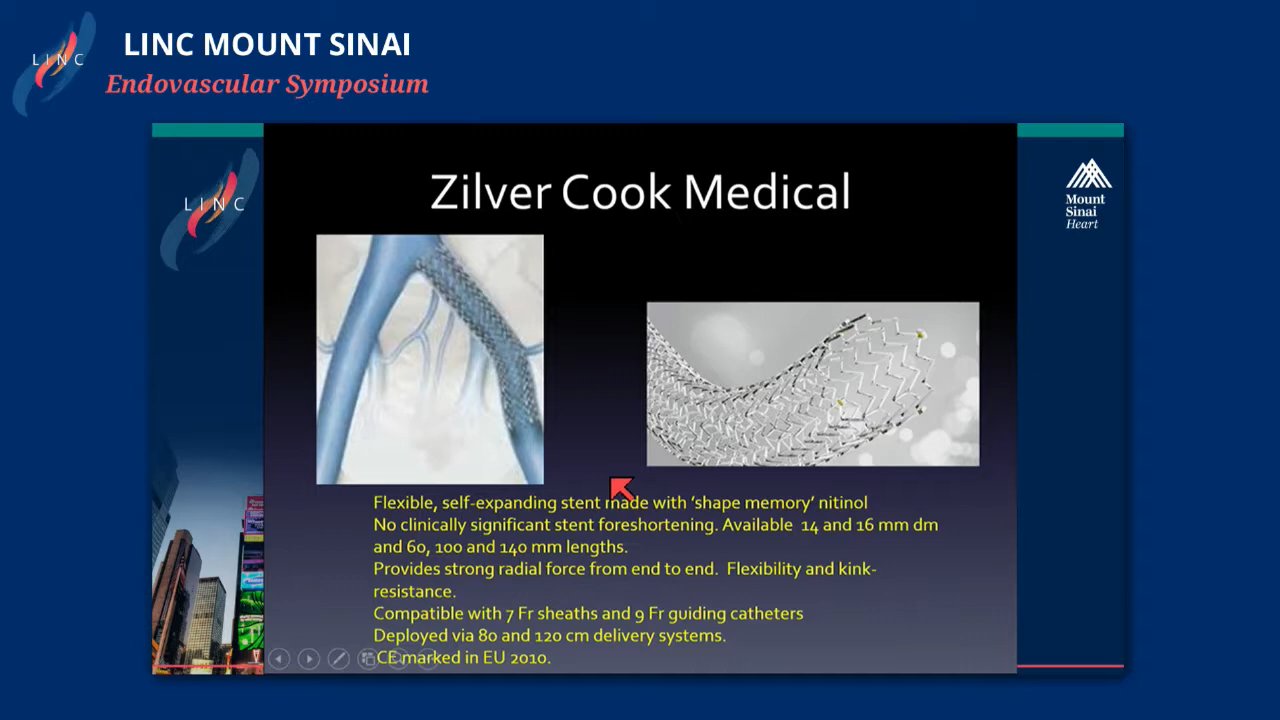 LINC
LINC MOUNT SINAI
Endovascular Symposium
LINC
Mount
Sinai
Heart
Zilver Cook Medical
Flexible, self-expanding stent made with ‘shape memory’ nitinol
No clinically significant stent foreshortening. Available 14 and 16 mm dm
and 60, 100 and 140 mm lengths.
Provides strong radial force from end to end. Flexibility and kink-
resistance.
Compatible with 7 Fr sheaths and 9 Fr guiding catheters
Deployed via 80 and 120 cm delivery systems.
CE marked in EU 2010.